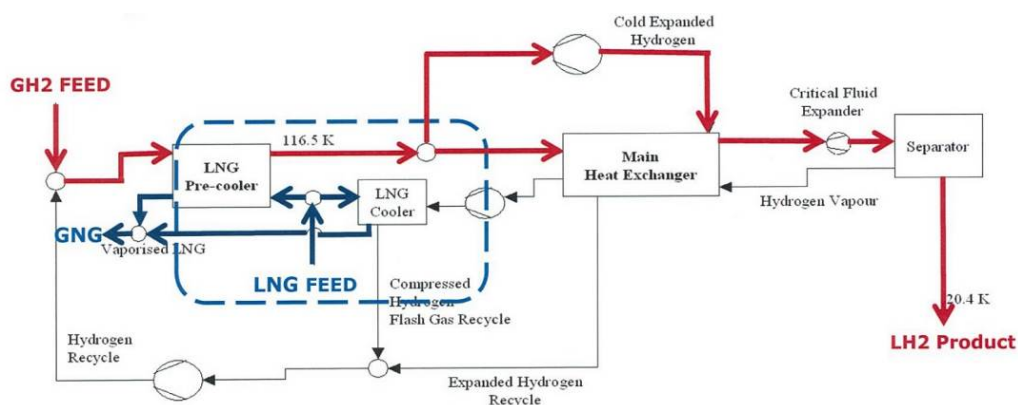 Cold Expanded
Hydrogen
GH2 FEED
Critical Fluid
Expander
116.5 K
LNG
Pre-cooler
Main
Heat Exchanger
Separator
LNG
Cooler
Hydrogen Vapour
GNG
Vaporised LNG
LNG FEED
Compressed
Hydrogen
Flash Gas Recycle
20.4 K
Hydrogen
Recycle
LH2 Product
Expanded Hydrogen
Recycle